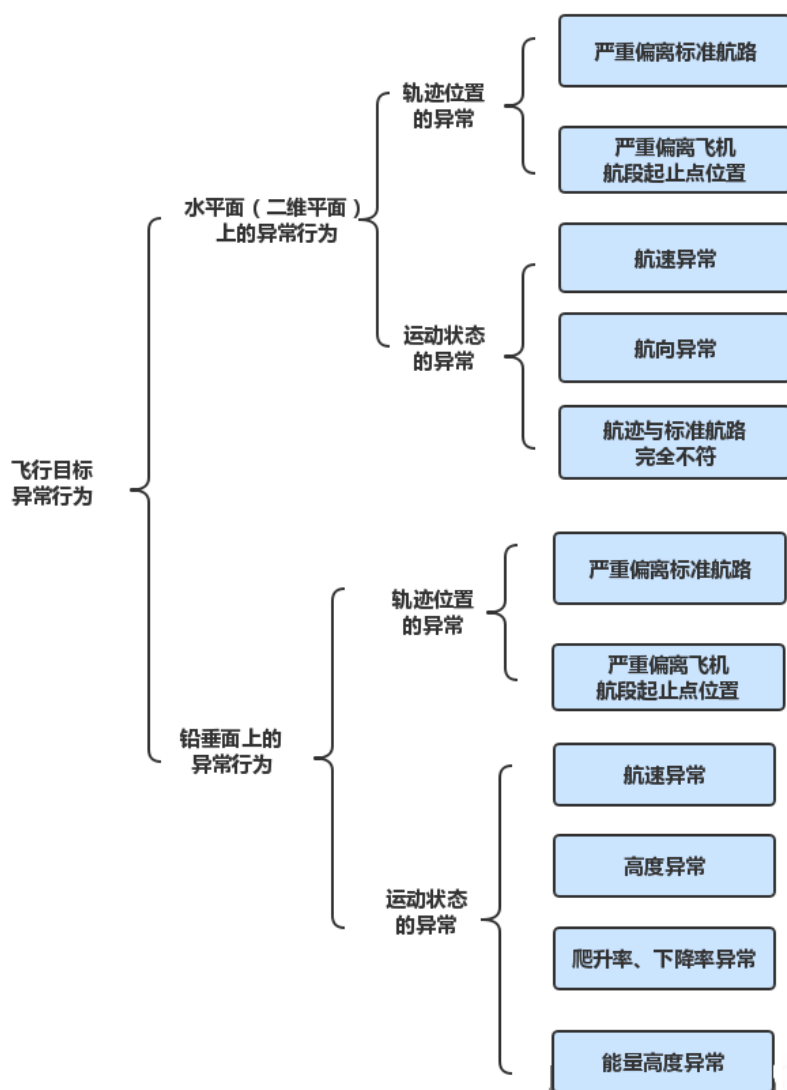 飞行目标
异常行为
水平面（二维平面）
上的异常行为
轨迹位置
的异常
严重偏离标准航路
严重偏离飞机
航段起止点位置
运动状态
的异常
航速异常
航向异常
航迹与标准航路
完全不符
铅垂面上的
异常行为
轨迹位置
的异常
严重偏离标准航路
严重偏离飞机
航段起止点位置
运动状态
的异常
航速异常
高度异常
爬升率、下降率异常
能量高度异常